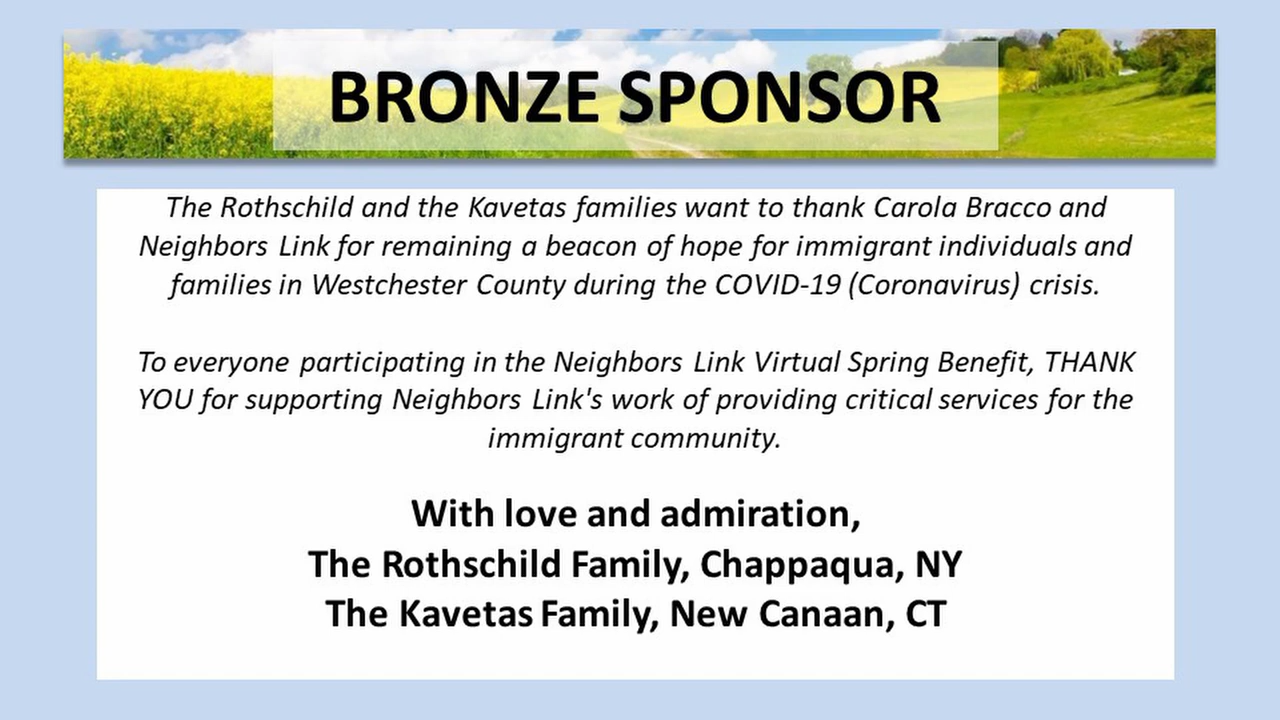 BRONZE SPONSOR
The Rothschild and the Kavetas families want to thank Carola Bracco and
Neighbors Link for remaining a beacon of hope for immigrant individuals and
families in Westchester County during the COVID-19 (Coronavirus) crisis.
To everyone participating in the Neighbors Link Virtual Spring Benefit, THANK
YOU for supporting Neighbors Link's work of providing critical services for the
immigrant community.
With love and admiration,
The Rothschild Family, Chappaqua, NY
The Kavetas Family, New Canaan, CT